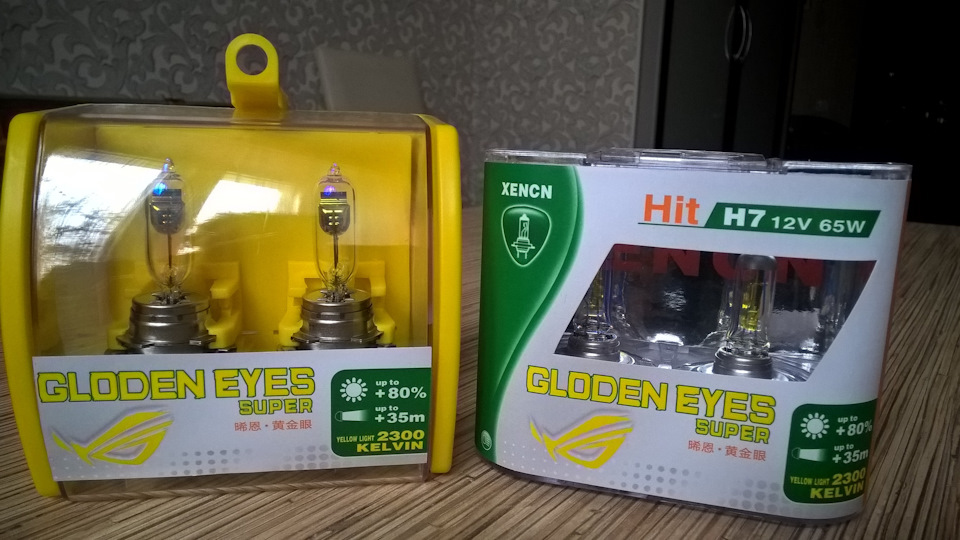 GLODEN EYES
SUPER
晞恩·黄金眼
up to
+80%
up to
+35m
YELLOW LIGHT 2300
KELVIN
XENCN
Hit H7 12V 65W
XENCN
GLODEN EYES
SUPER
晞恩·黄金眼
up to
+80%
up to
+35m
YELLOW LIGHT 2300
KELVIN